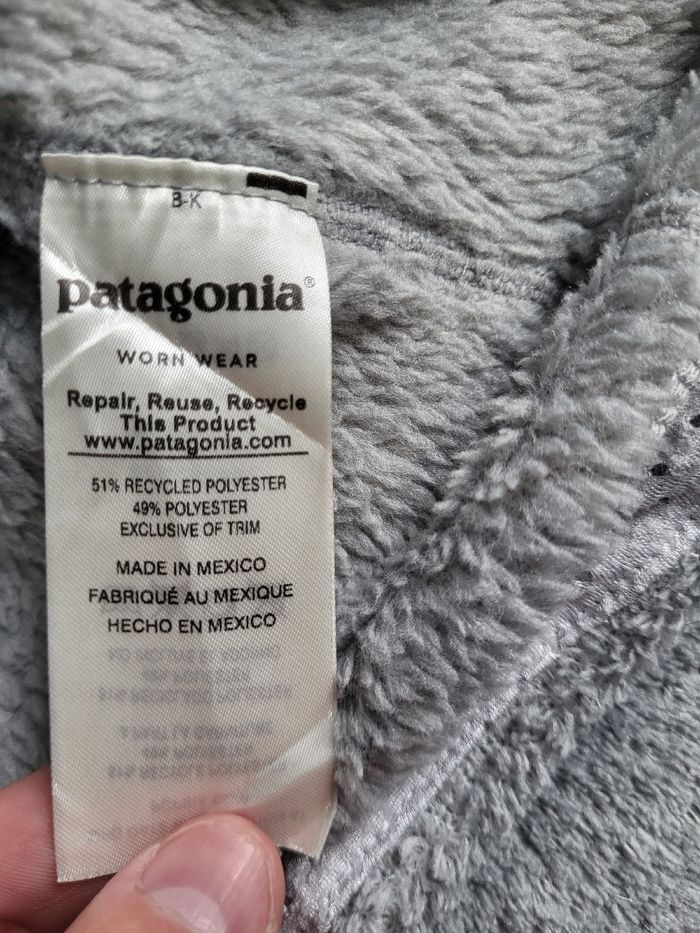 3-K
patagonia®
WORN WEAR
Repair, Reuse, Recycle
This Product
www.patagonia.com
51% RECYCLED POLYESTER
49% POLYESTER
EXCLUSIVE OF TRIM
MADE IN MEXICO
FABRIQUÉ AU MEXIQUE
HECHO EN MEXICO